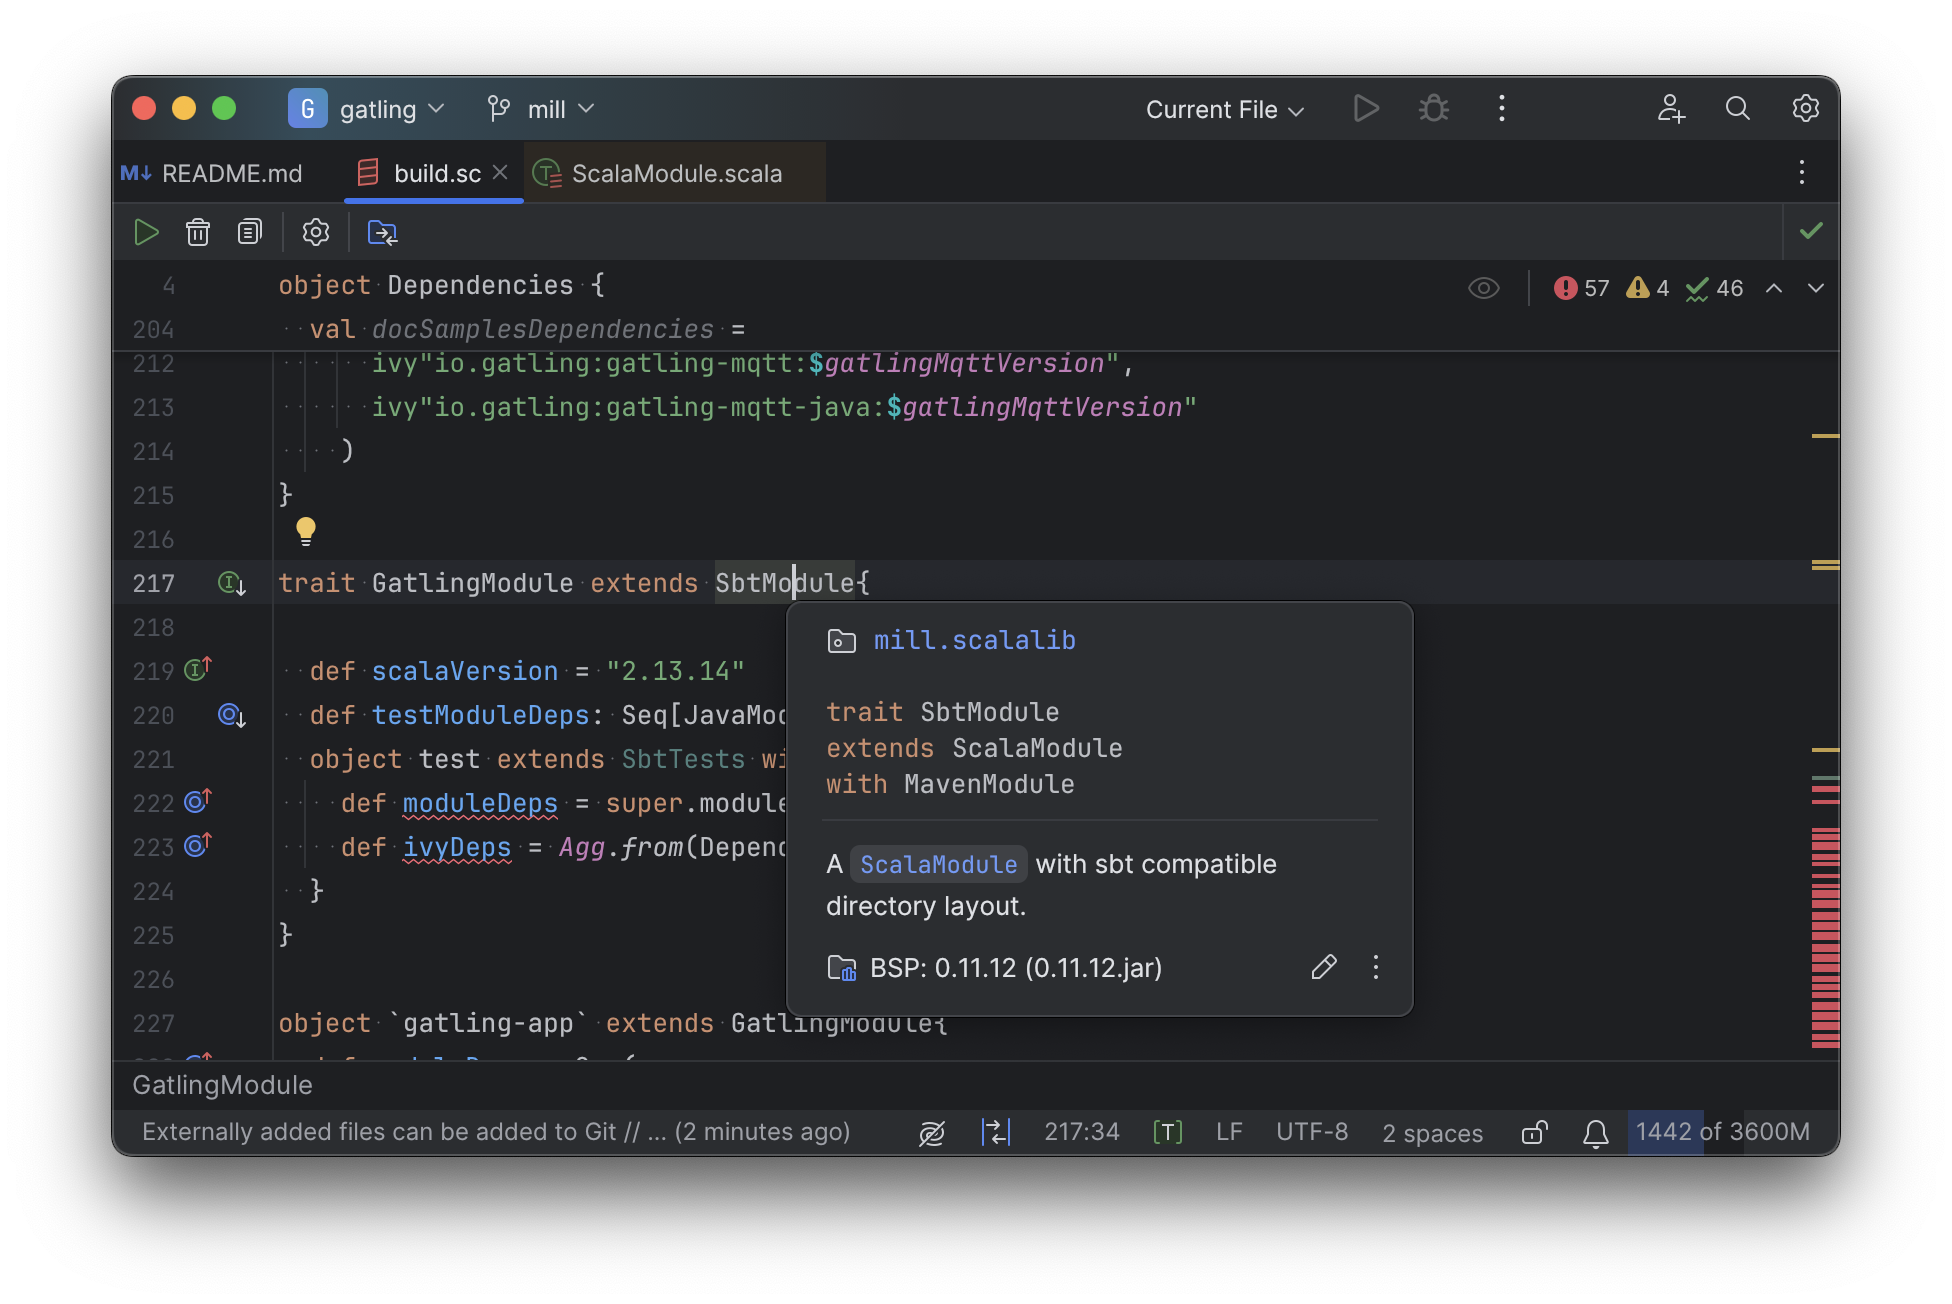 G gatling mill Current File
M↓ README.md build.sc T ScalaModule.scala
4 object Dependencies {
57 4 46
204 val docSamplesDependencies =
212 ivy"io.gatling:gatling-mqtt:$gatlingMqttVersion",
213 ivy"io.gatling:gatling-mqtt-java:$gatlingMqttVersion"
214 )
215 }
216
217 trait GatlingModule extends SbtModule{
218
219 def scalaVersion = "2.13.14"
220 def testModuleDeps: Seq[JavaMod
221 object test extends SbtTests wi
222 def moduleDeps = super.module
223 def ivyDeps = Agg.from(Depend
224 }
225 }
226
227 object `gatling-app` extends GatlingModule{
mill.scalalib
trait SbtModule
extends ScalaModule
with MavenModule
A ScalaModule with sbt compatible
directory layout.
BSP: 0.11.12 (0.11.12.jar)
GatlingModule
Externally added files can be added to Git // ... (2 minutes ago) 217:34 [T] LF UTF-8 2 spaces 1442 of 3600M